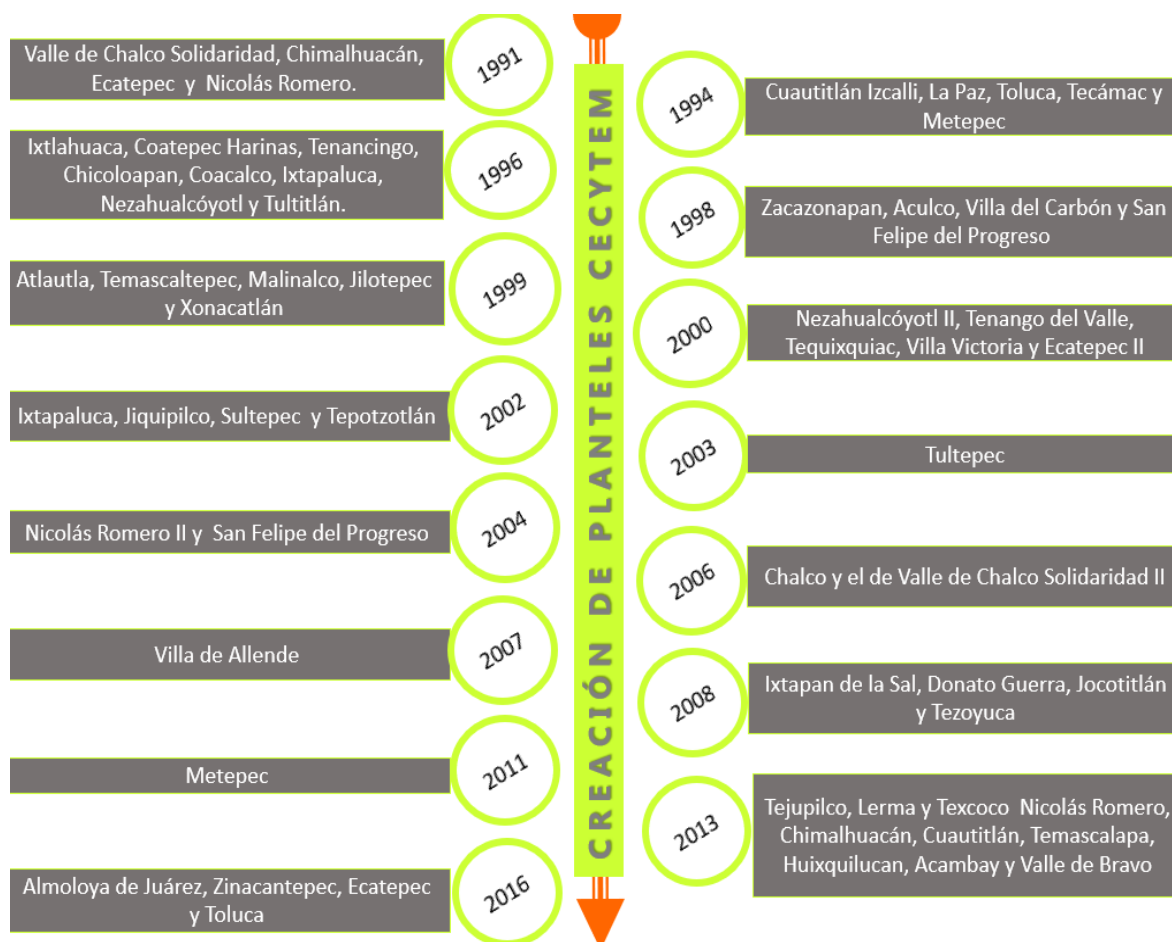 CREACIÓN DE PLANTELES CECYTEM
1991
Valle de Chalco Solidaridad, Chimalhuacán,
Ecatepec y Nicolás Romero.
1994
Cuautitlán Izcalli, La Paz, Toluca, Tecámac y
Metepec
1996
Ixtlahuaca, Coatepec Harinas, Tenancingo,
Chicoloapan, Coacalco, Ixtapaluca,
Nezahualcóyotl y Tultitlán.
1998
Zacazonapan, Aculco, Villa del Carbón y San
Felipe del Progreso
1999
Atlautla, Temascaltepec, Malinalco, Jilotepec
y Xonacatlán
2000
Nezahualcóyotl II, Tenango del Valle,
Tequixquiac, Villa Victoria y Ecatepec II
2002
Ixtapaluca, Jiquipilco, Sultepec y Tepotzotlán
2003
Tultepec
2004
Nicolás Romero II y San Felipe del Progreso
2006
Chalco y el de Valle de Chalco Solidaridad II
2007
Villa de Allende
2008
Ixtapan de la Sal, Donato Guerra, Jocotitlán
y Tezoyuca
2011
Metepec
2013
Tejupilco, Lerma y Texcoco Nicolás Romero,
Chimalhuacán, Cuautitlán, Temascalapa,
Huixquilucan, Acambay y Valle de Bravo
2016
Almoloya de Juárez, Zinacantepec, Ecatepec
y Toluca